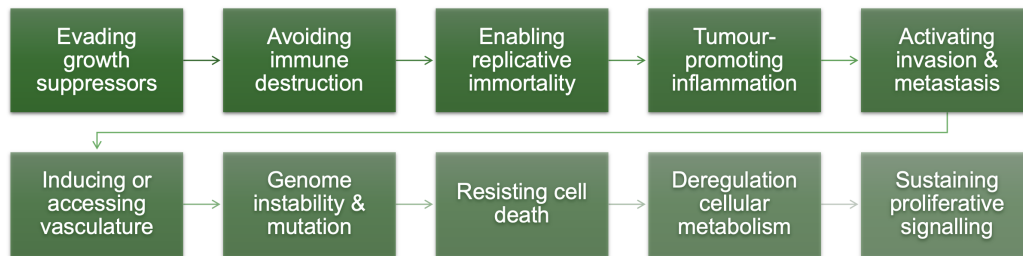 Evading
growth
suppressors
Avoiding
immune
destruction
Enabling
replicative
immortality
Tumour-
promoting
inflammation
Activating
invasion &
metastasis
Inducing or
accessing
vasculature
Genome
instability &
mutation
Resisting cell
death
Deregulation
cellular
metabolism
Sustaining
proliferative
signalling